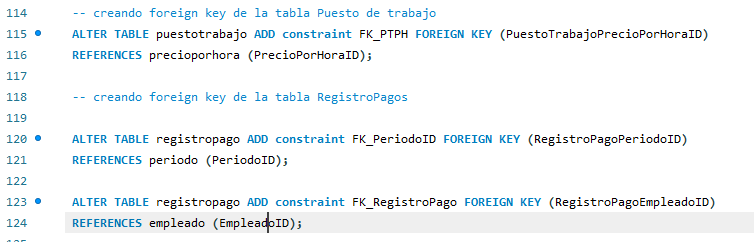 114 -- creando foreign key de la tabla Puesto de trabajo
115 ALTER TABLE puestotrabajo ADD constraint FK_PTPH FOREIGN KEY (PuestoTrabajoPrecioPorHoraID)
116 REFERENCES precioporhora (PrecioPorHoraID);
117
118 -- creando foreign key de la tabla RegistroPagos
119
120 ALTER TABLE registropago ADD constraint FK_PeriodoID FOREIGN KEY (RegistroPagoPeriodoID)
121 REFERENCES periodo (PeriodoID);
122
123 ALTER TABLE registropago ADD constraint FK_RegistroPago FOREIGN KEY (RegistroPagoEmpleadoID)
124 REFERENCES empleado (EmpleadoID);